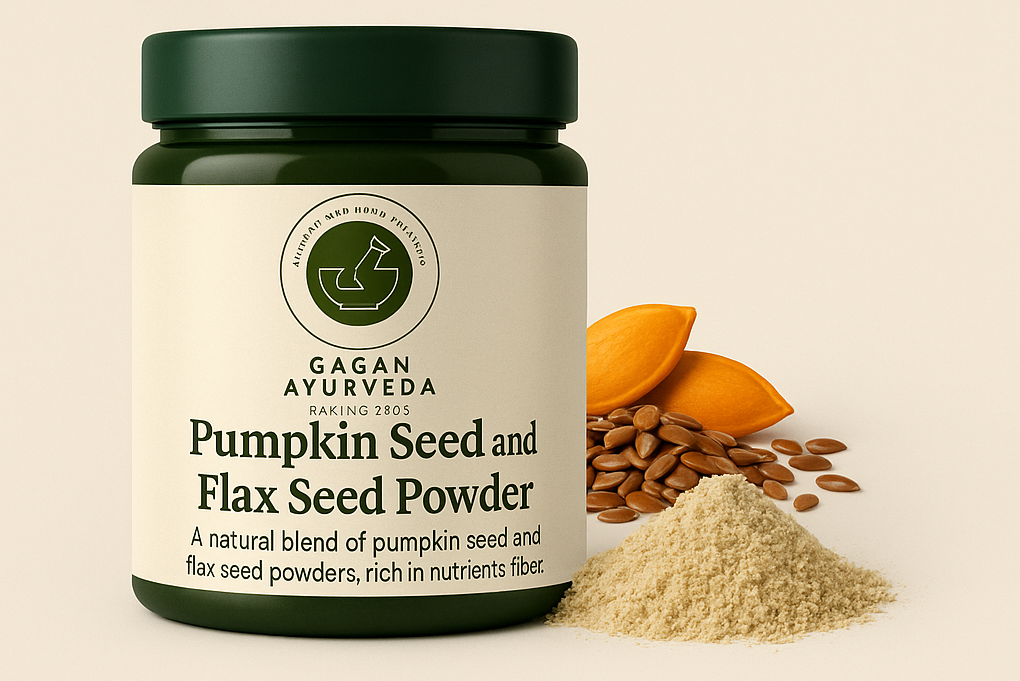 GAGAN
AYURVEDA
RAKING 2805
Pumpkin Seed and
Flax Seed Powder
A natural blend of pumpkin seed and
flax seed powders, rich in nutrients fiber.